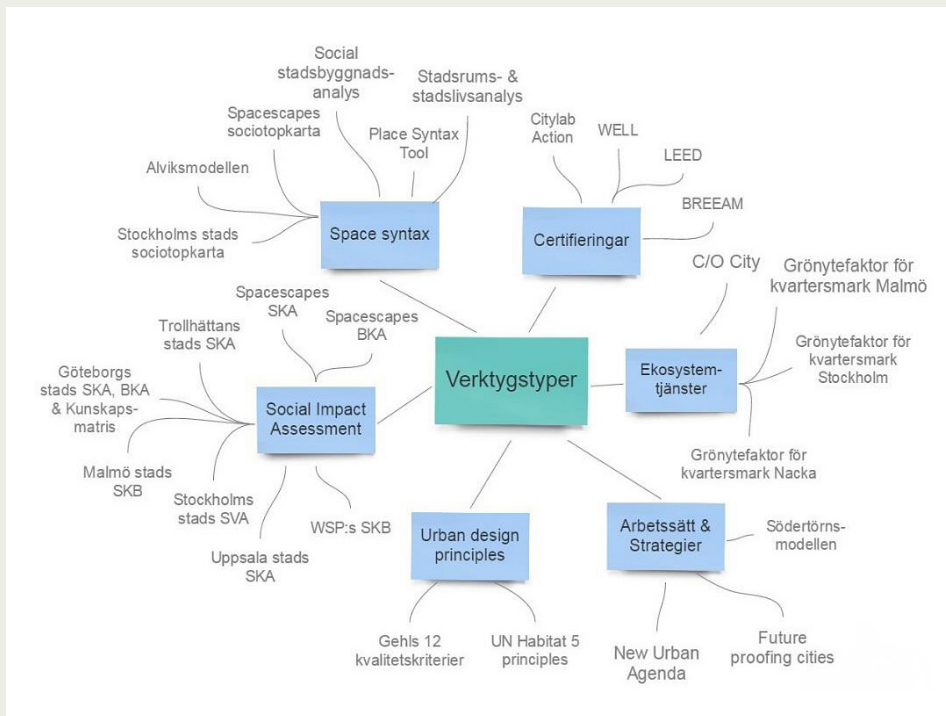 Social
stadsbyggnads-
analys
Stadsrums- &
stadslivsanalys
Spacescapes
sociotopkarta
Place Syntax
Tool
Alviksmodellen
Stockholms stads
sociotopkarta
Space syntax
Citylab
Action
WELL
LEED
BREEAM
Certifieringar
C/O City
Grönytefaktor för
kvartersmark Malmö
Grönytefaktor för
kvartersmark
Stockholm
Ekosystem-
tjänster
Grönytefaktor för
kvartersmark Nacka
Verktygstyper
Spacescapes
SKA
Spacescapes
BKA
Trollhättans
stads SKA
Göteborgs
stads SKA, BKA
& Kunskaps-
matris
Social Impact
Assessment
Malmö stads
SKB
Stockholms
stads SVA
Uppsala stads
SKA
WSP:s SKB
Urban design
principles
Gehls 12
kvalitetskriterier
UN Habitat 5
principles
Arbetssätt &
Strategier
Södertörns-
modellen
New Urban
Agenda
Future
proofing cities